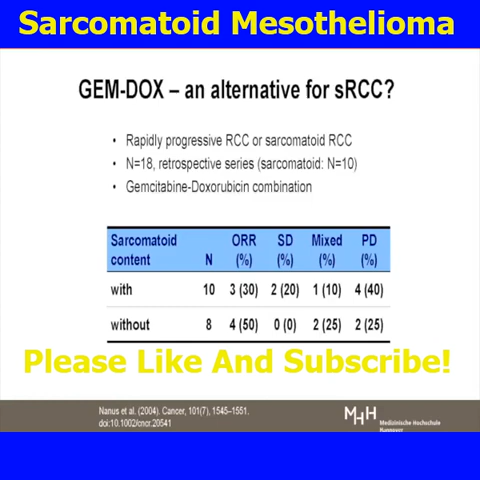 Sarcomatoid Mesothelioma
GEM-DOX – an alternative for sRCC?
• Rapidly progressive RCC or sarcomatoid RCC
• N=18, retrospective series (sarcomatoid: N=10)
• Gemcitabine-Doxorubicin combination
Sarcomatoid content N ORR (%) SD (%) Mixed (%) PD (%)
with 10 3 (30) 2 (20) 1 (10) 4 (40)
without 8 4 (50) 0 (0) 2 (25) 2 (25)
Please Like And Subscribe!
Nanus et al. (2004). Cancer, 101(7), 1545–1551.
doi:10.1002/cncr.20541
MHH Medizinische Hochschule
Hannover